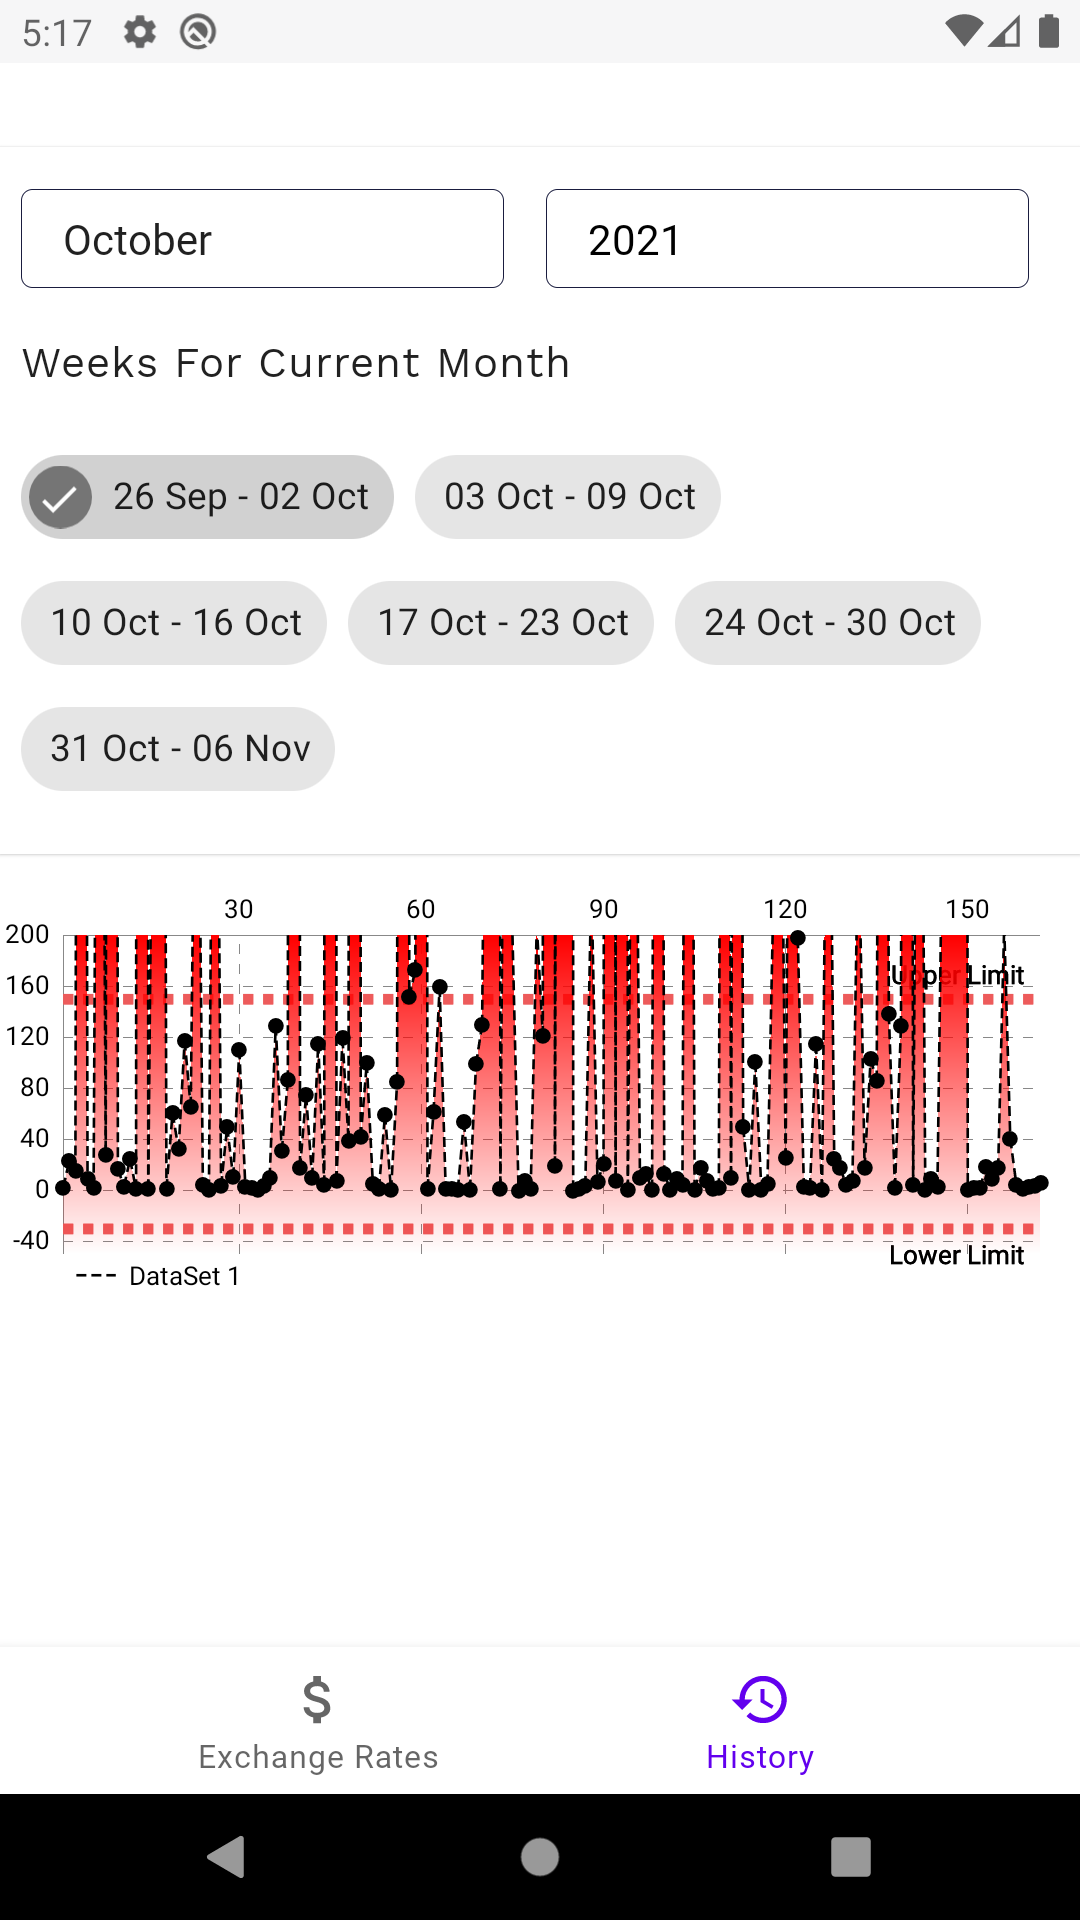 5:17
October 2021
Weeks For Current Month
26 Sep - 02 Oct 03 Oct - 09 Oct
10 Oct - 16 Oct 17 Oct - 23 Oct 24 Oct - 30 Oct
31 Oct - 06 Nov
30 60 90 120 150
200
Upper Limit
160
120
80
40
0
-40
Lower Limit
DataSet 1
Exchange Rates History